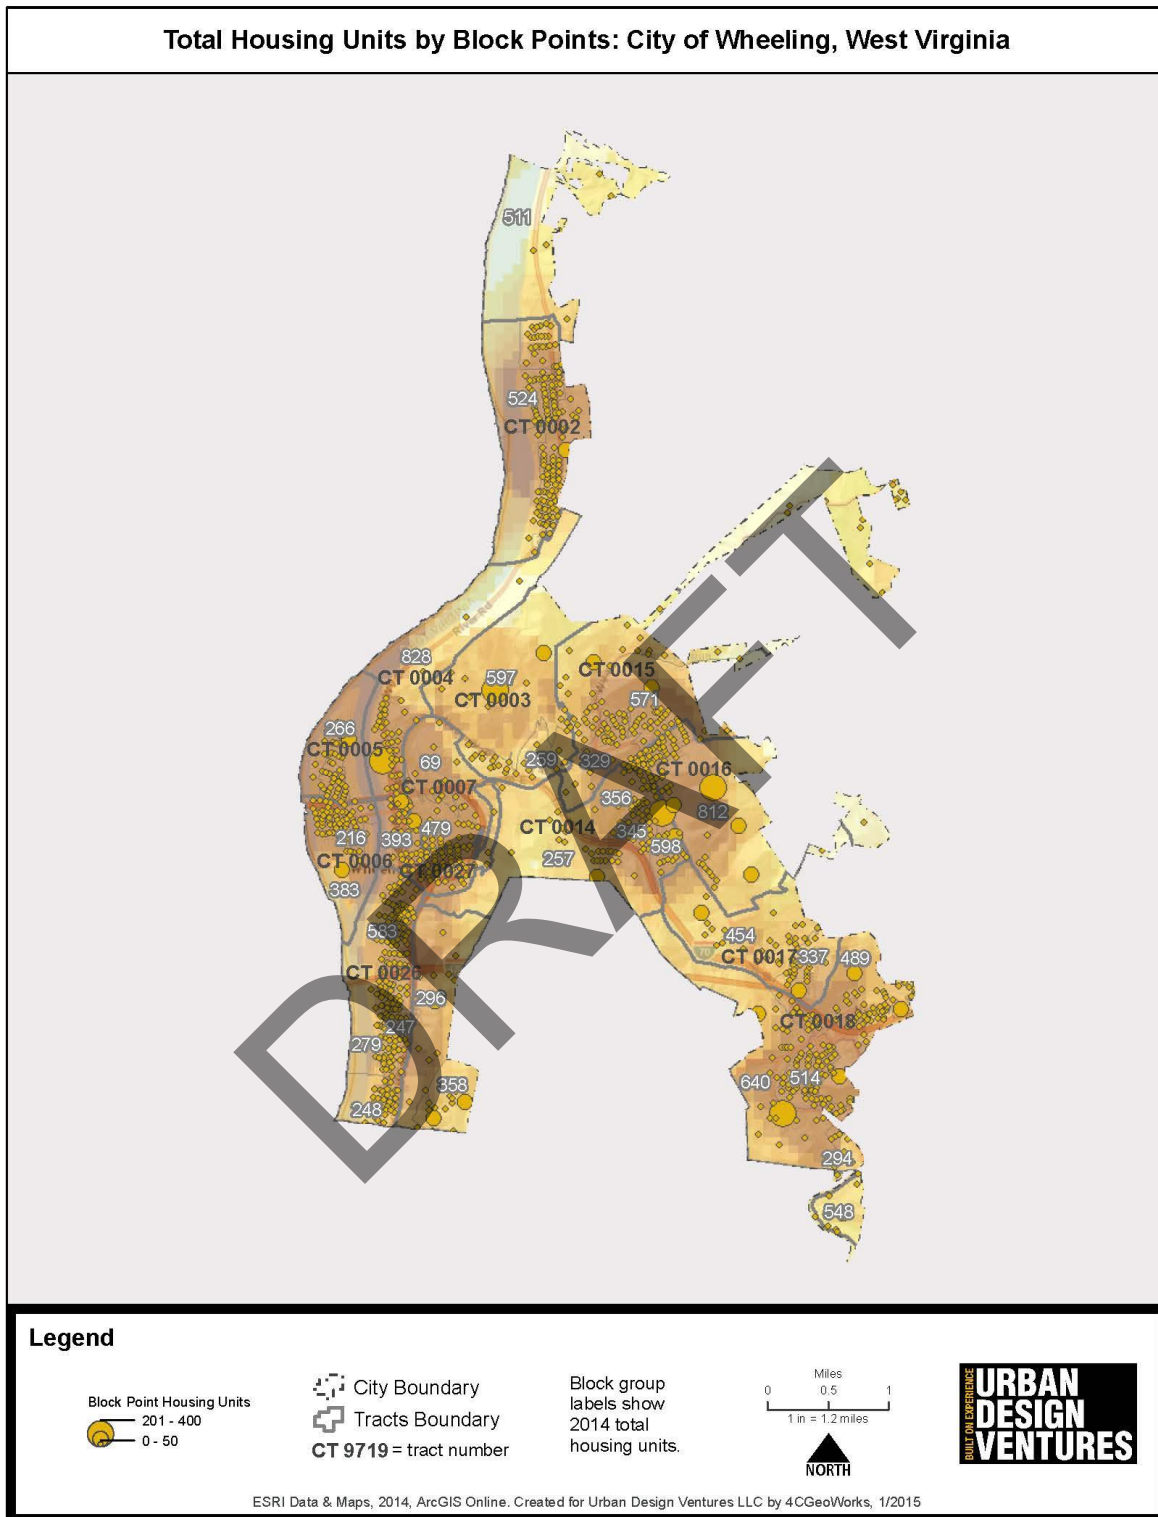 Total Housing Units by Block Points: City of Wheeling, West Virginia
511
524
CT 0002
River Rd
828
CT 0004
597
CT 0003
CT 0015
571
266
CT 0005
69
CT 0007
259
329
CT 0016
356
812
CT 0014
345
216
393
479
598
CT 0006
257
CT 0027
383
583
454
CT 0017
337
489
70
CT 0026
296
CT 0018
247
279
640
514
358
248
294
548
DRAFT
Legend
Block Point Housing Units
201 - 400
0 - 50
City Boundary
Tracts Boundary
CT 9719 = tract number
Block group
labels show
2014 total
housing units.
Miles
0 0.5 1
1 in = 1.2 miles
NORTH
BUILT ON EXPERIENCE
URBAN
DESIGN
VENTURES
ESRI Data & Maps, 2014, ArcGIS Online. Created for Urban Design Ventures LLC by 4CGeoWorks, 1/2015